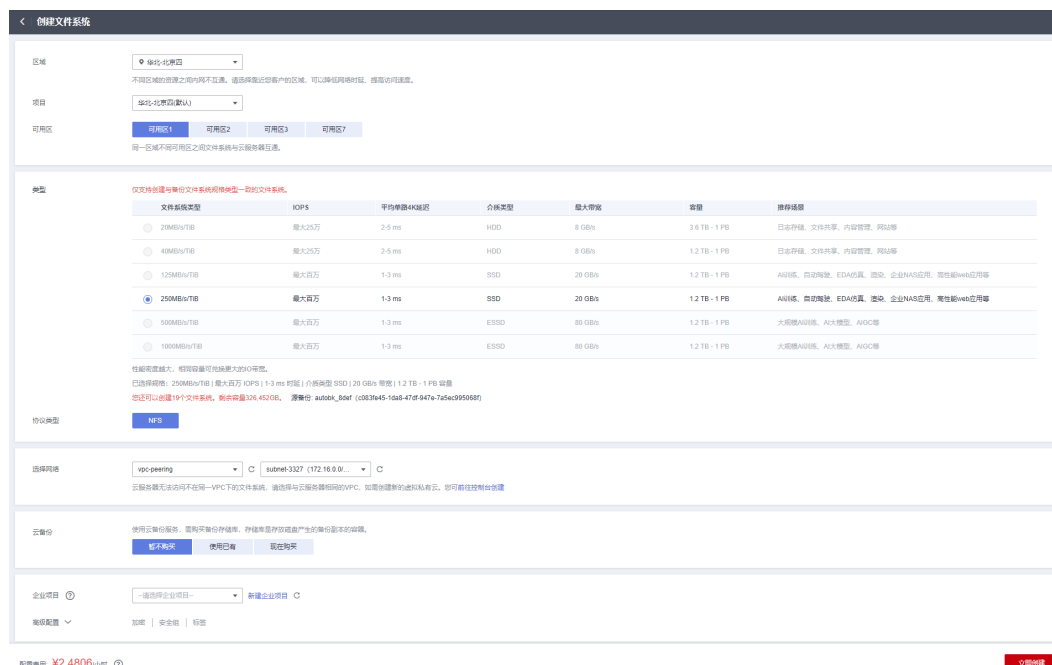 创建文件系统
区域
华北-北京四
不同区域的资源之间内网不互通。请选择靠近您客户的区域，可以降低网络时延、提高访问速度。
项目
华北-北京四(默认)
可用区
可用区1 可用区2 可用区3 可用区7
同一区域不同可用区之间文件系统与云服务器互通。
类型
仅支持创建与备份文件系统规格类型一致的文件系统。
文件系统类型 IOPS 平均单路4K延迟 介质类型 最大带宽 容量 推荐场景
20MB/s/TiB 最大25万 2-5 ms HDD 8 GB/s 3.6 TB - 1 PB 日志存储、文件共享、内容管理、网站等
40MB/s/TiB 最大25万 2-5 ms HDD 8 GB/s 1.2 TB - 1 PB 日志存储、文件共享、内容管理、网站等
125MB/s/TiB 最大百万 1-3 ms SSD 20 GB/s 1.2 TB - 1 PB AI训练、自动驾驶、EDA仿真、渲染、企业NAS应用、高性能web应用等
250MB/s/TiB 最大百万 1-3 ms SSD 20 GB/s 1.2 TB - 1 PB AI训练、自动驾驶、EDA仿真、渲染、企业NAS应用、高性能web应用等
500MB/s/TiB 最大百万 1-3 ms ESSD 80 GB/s 1.2 TB - 1 PB 大规模AI训练、AI大模型、AIGC等
1000MB/s/TiB 最大百万 1-3 ms ESSD 80 GB/s 1.2 TB - 1 PB 大规模AI训练、AI大模型、AIGC等
性能密度越大，相同容量可兑换更大的IO带宽。
已选择规格：250MB/s/TiB | 最大百万 IOPS | 1-3 ms 时延 | 介质类型 SSD | 20 GB/s 带宽 | 1.2 TB - 1 PB 容量
您还可以创建19个文件系统。剩余容量326,452GB。 源备份: autobk_8def（c083fe45-1da8-47df-947e-7a5ec995068f）
协议类型
NFS
选择网络
vpc-peering subnet-3327（172.16.0.0/...
云服务器无法访问不在同一VPC下的文件系统，请选择与云服务器相同的VPC，如需创建新的虚拟私有云，您可前往控制台创建
云备份
使用云备份服务，需购买备份存储库，存储库是存放磁盘产生的备份副本的容器。
暂不购买 使用已有 现在购买
企业项目
--请选择企业项目-- 新建企业项目
高级配置
加密 | 安全组 | 标签
配置费用 ¥2.4806/小时
立即创建